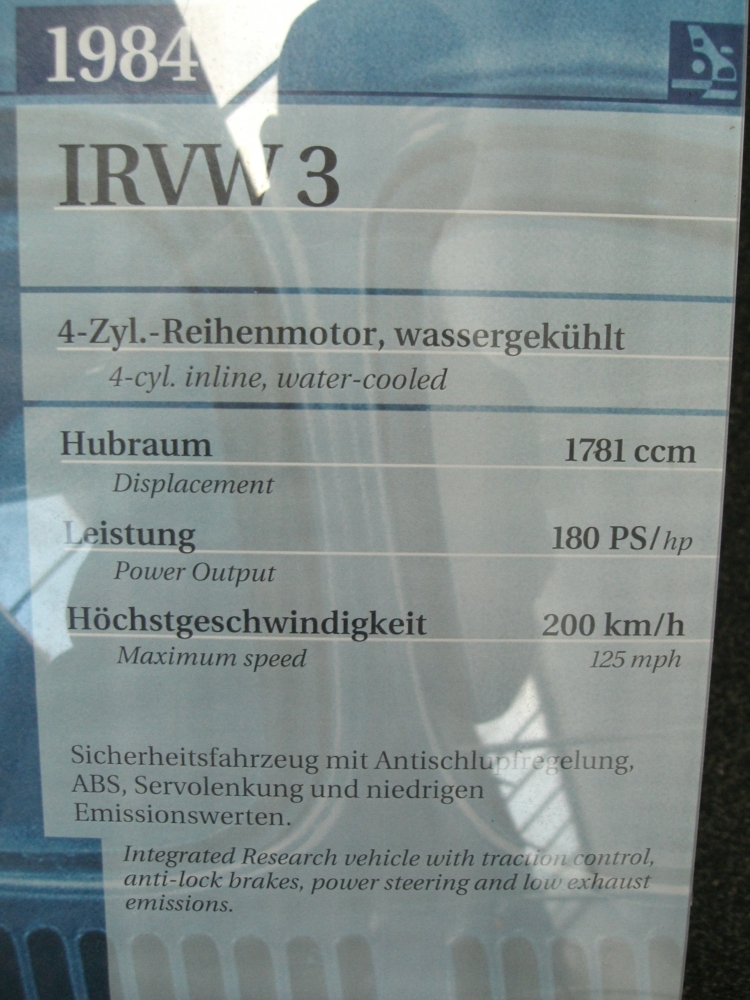 1984
IRVW 3
4-Zyl.-Reihenmotor, wassergekühlt
4-cyl. inline, water-cooled
Hubraum 1781 ccm
Displacement
Leistung 180 PS/hp
Power Output
Höchstgeschwindigkeit 200 km/h
Maximum speed 125 mph
Sicherheitsfahrzeug mit Antischlupfregelung,
ABS, Servolenkung und niedrigen
Emissionswerten.
Integrated Research vehicle with traction control,
anti-lock brakes, power steering and low exhaust
emissions.